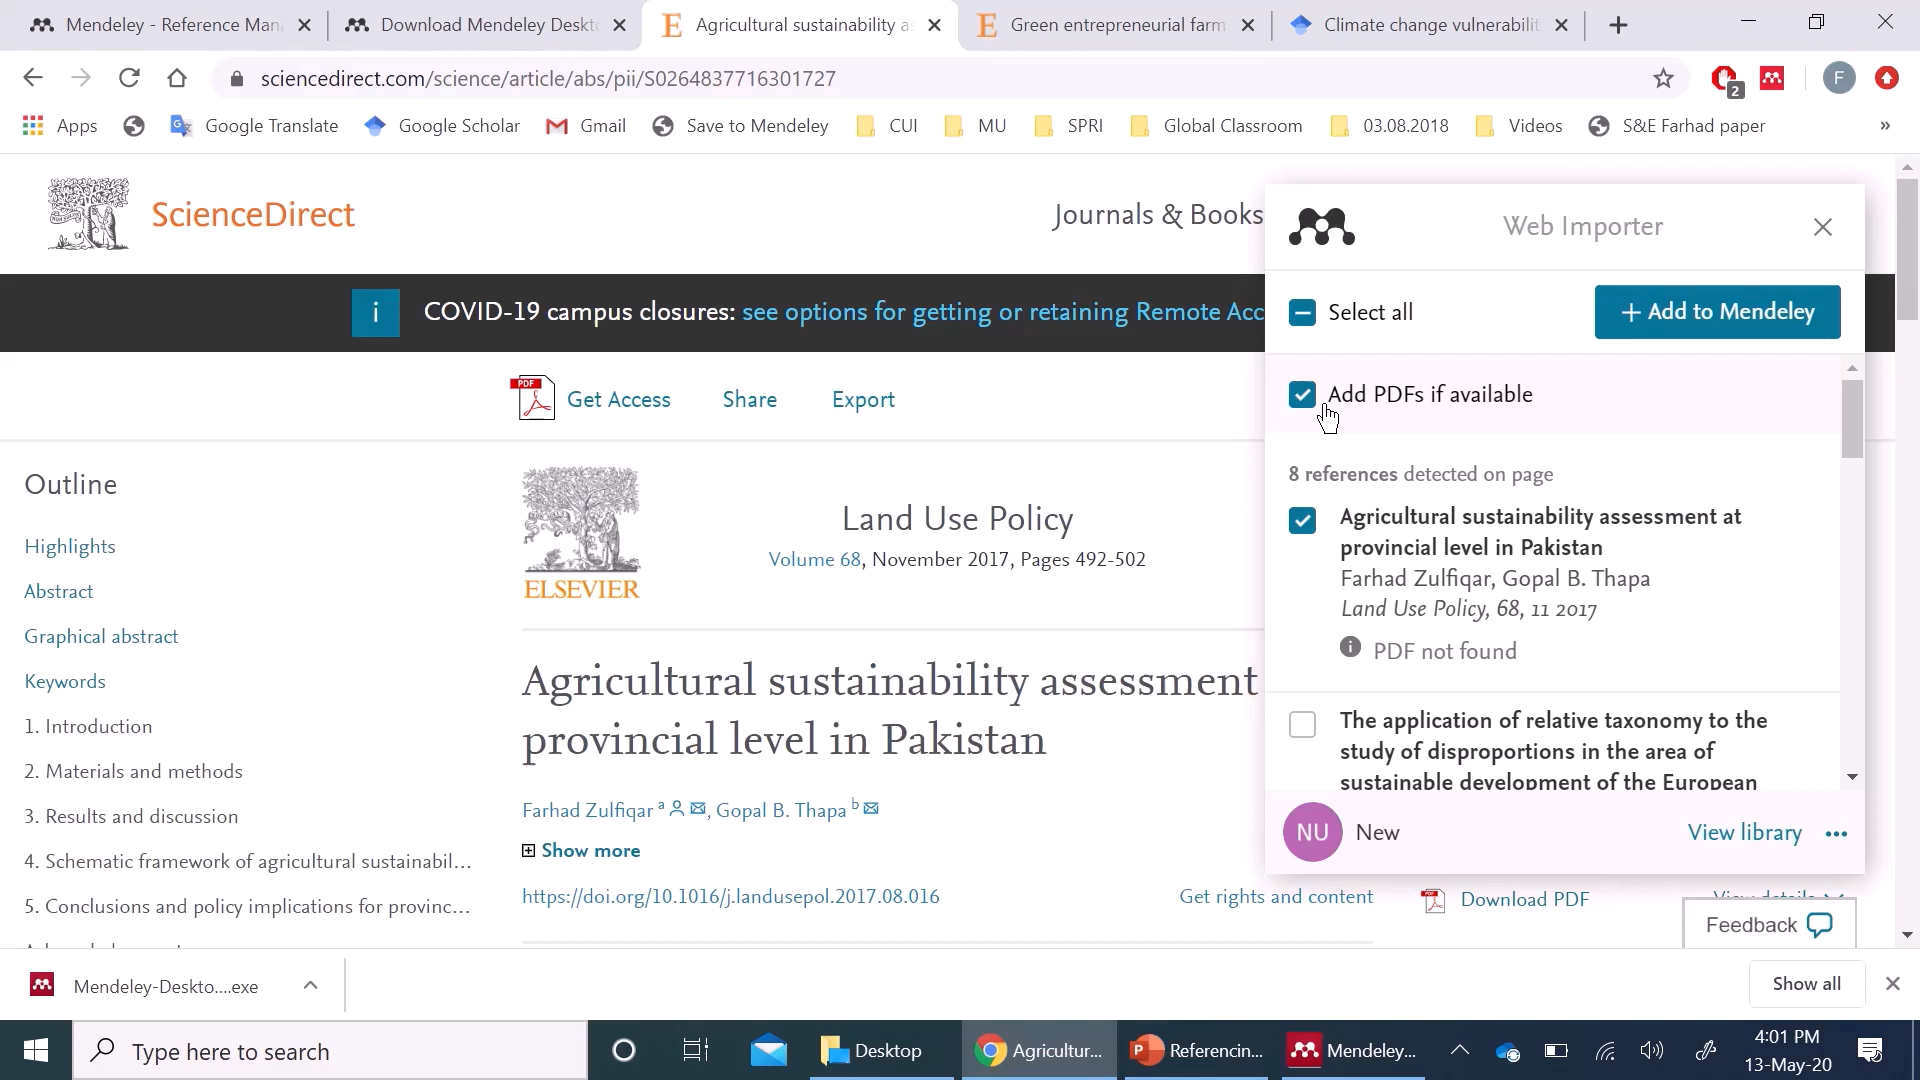 Mendeley - Reference Mana
Download Mendeley Deskto
Agricultural sustainability as
Green entrepreneurial farm
Climate change vulnerabilit
sciencedirect.com/science/article/abs/pii/S0264837716301727
2
F
Apps
Google Translate
Google Scholar
Gmail
Save to Mendeley
CUI
MU
SPRI
Global Classroom
03.08.2018
Videos
S&E Farhad paper
»
ScienceDirect
Journals & Books
Web Importer
i
COVID-19 campus closures: see options for getting or retaining Remote Acc
Select all
+ Add to Mendeley
PDF
Get Access
Share
Export
Add PDFs if available
8 references detected on page
Outline
Highlights
Abstract
Graphical abstract
Keywords
1. Introduction
2. Materials and methods
3. Results and discussion
4. Schematic framework of agricultural sustainabil...
5. Conclusions and policy implications for provinc...
ELSEVIER
Land Use Policy
Volume 68, November 2017, Pages 492-502
Agricultural sustainability assessment
provincial level in Pakistan
Farhad Zulfiqar a, Gopal B. Thapa b
Show more
https://doi.org/10.1016/j.landusepol.2017.08.016
Get rights and content
Agricultural sustainability assessment at
provincial level in Pakistan
Farhad Zulfiqar, Gopal B. Thapa
Land Use Policy, 68, 11 2017
PDF not found
The application of relative taxonomy to the
study of disproportions in the area of
sustainable development of the European
NU
New
View library
...
Download PDF
View details
Feedback
Mendeley-Deskto....exe
Show all
Type here to search
Desktop
Agricultur...
Referencin...
Mendeley...
4:01 PM
13-May-20